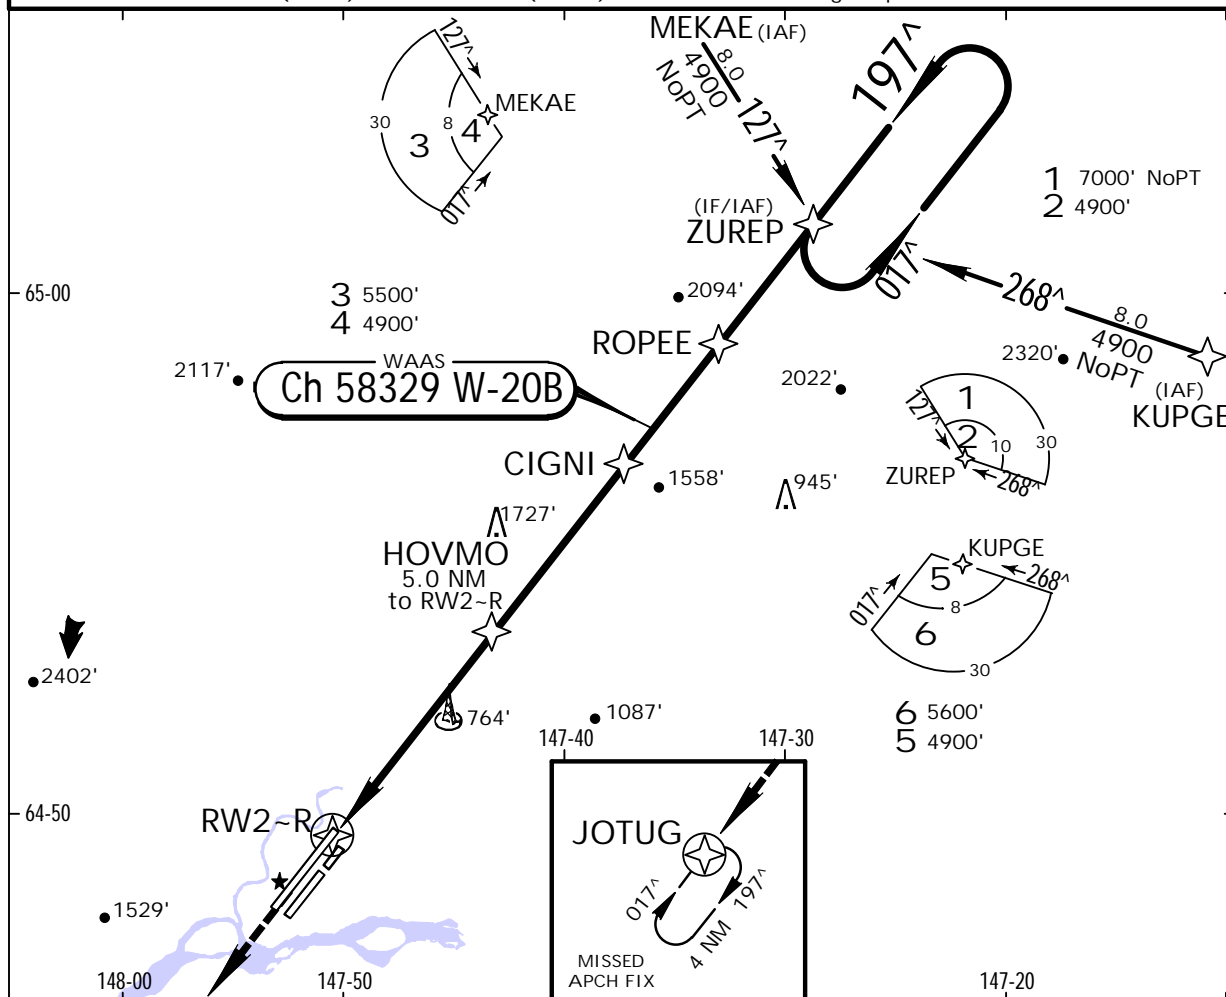 MEKAE (IAF)
8.0
4900
NoPT
127^
197^
127^
MEKAE
30
8
4
3
017^
1 7000' NoPT
2 4900'
(IF/IAF)
ZUREP
017^
65-00
3 5500'
4 4900'
2094'
268^
8.0
4900
NoPT
(IAF)
KUPGE
ROPEE
2320'
2117'
WAAS
Ch 58329 W-20B
2022'
127^
1
2
10
30
ZUREP
268^
CIGNI
1558'
945'
1727'
HOVMO
5.0 NM
to RW2~R
KUPGE
268^
017^
5
8
6
30
2402'
764'
1087'
6 5600'
5 4900'
147-40
147-30
64-50
RW2~R
JOTUG
017^
197^
4 NM
MISSED
APCH FIX
1529'
148-00
147-50
147-20